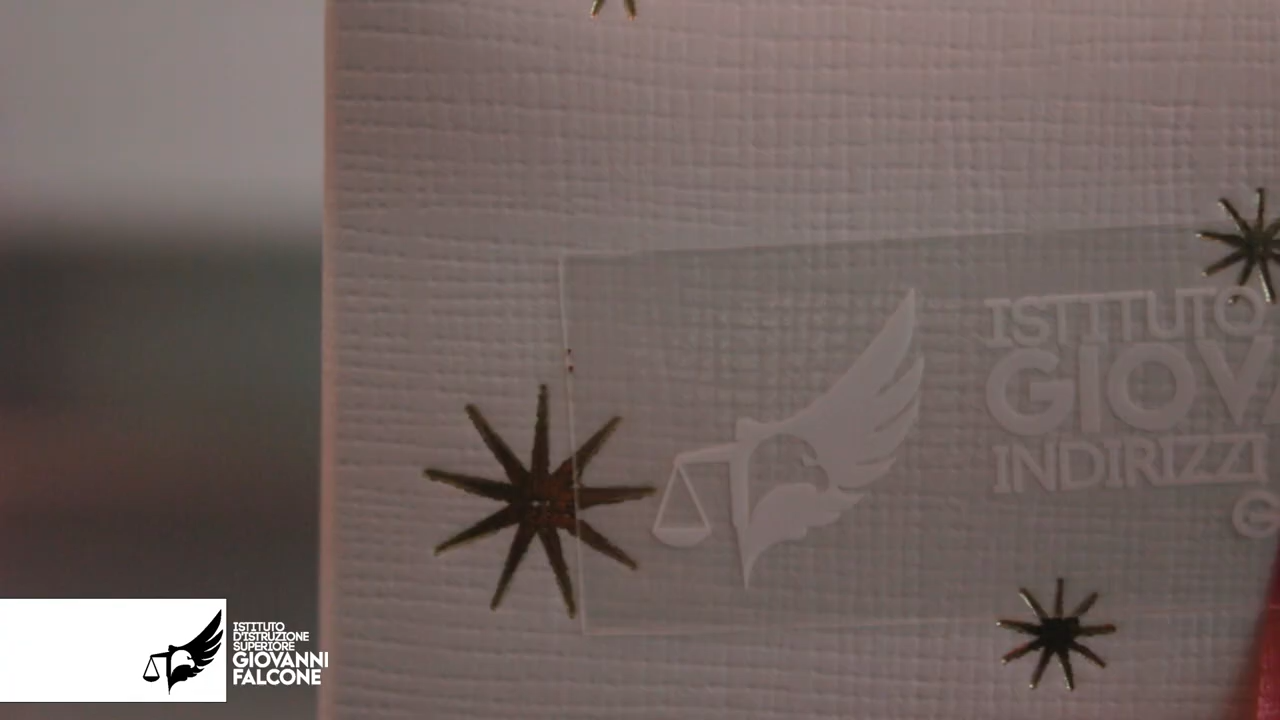 ISTITUTO
GIOV
INDIRIZZI
G
ISTITUTO
D'ISTRUZIONE
SUPERIORE
GIOVANNI
FALCONE